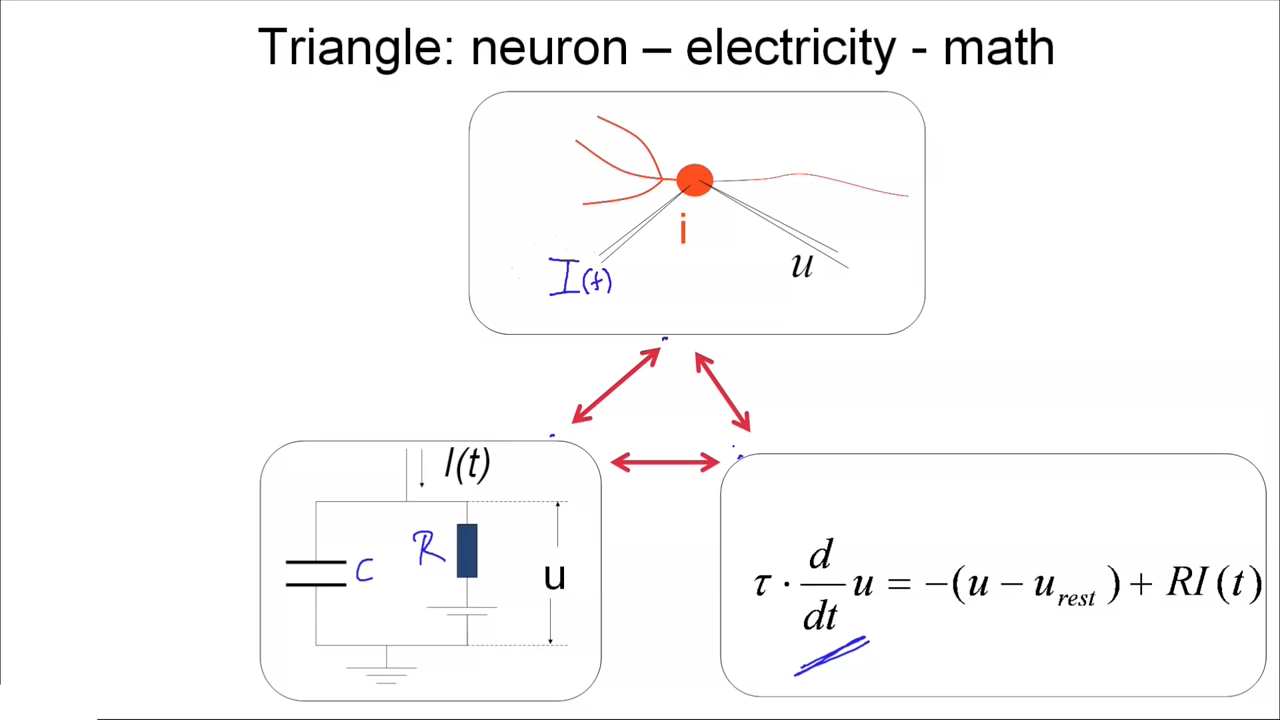 Triangle: neuron – electricity - math
i
I(t)
u
I(t)
R
C
u
τ · d/dt u = −(u − u_rest) + RI(t)